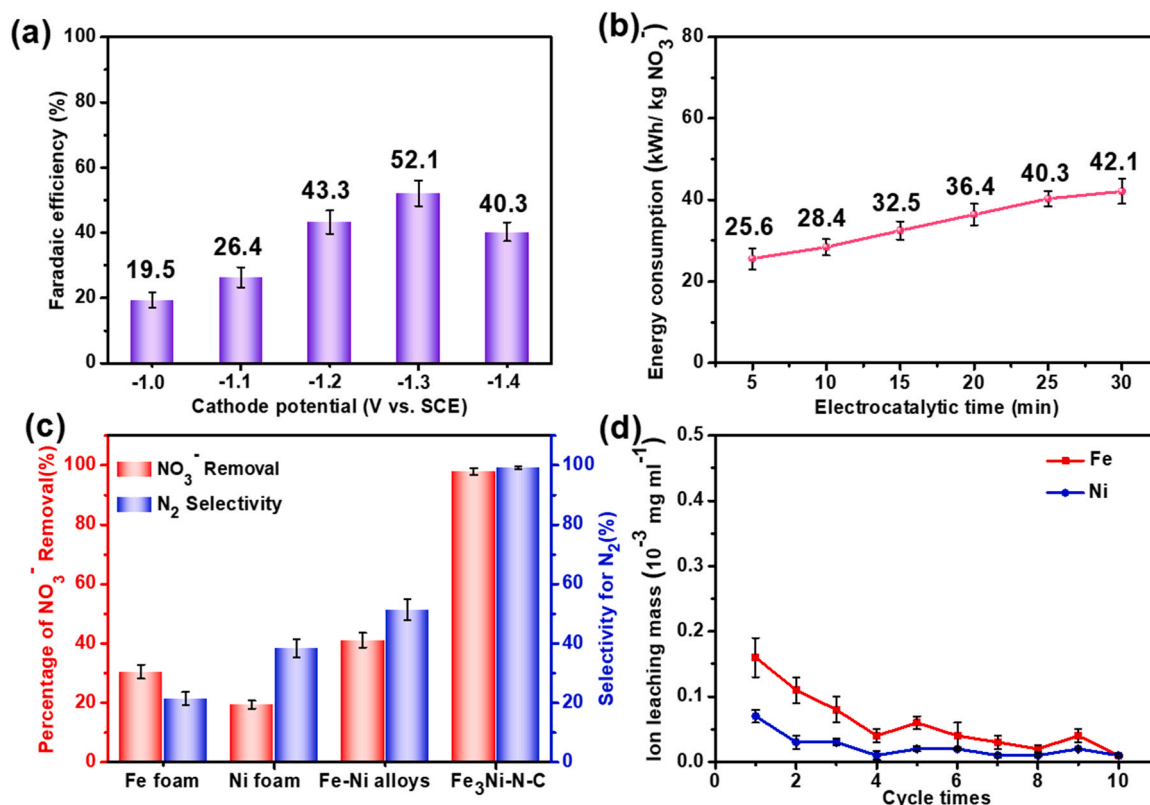 (a)
Faradaic efficiency (%)
100
80
60
40
20
0
19.5
26.4
43.3
52.1
40.3
-1.0
-1.1
-1.2
-1.3
-1.4
Cathode potential (V vs. SCE)
(b)
Energy consumption (kWh/ kg NO₃⁻)
80
60
40
20
0
25.6
28.4
32.5
36.4
40.3
42.1
5
10
15
20
25
30
Electrocatalytic time (min)
(c)
Percentage of NO₃⁻ Removal(%)
100
80
60
40
20
0
NO₃⁻ Removal
N₂ Selectivity
Fe foam
Ni foam
Fe-Ni alloys
Fe₃Ni-N-C
100
80
60
40
20
0
Selectivity for N₂(%)
(d)
Ion leaching mass (10⁻³ mg ml⁻¹)
0.5
0.4
0.3
0.2
0.1
0.0
Fe
Ni
0
2
4
6
8
10
Cycle times